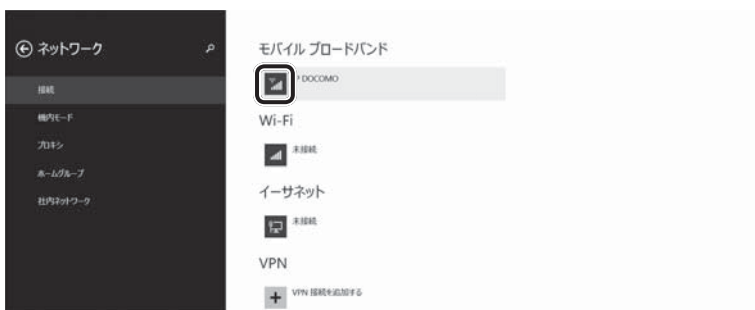 ネットワーク
接続
機内モード
プロキシ
ホームグループ
社内ネットワーク
モバイル ブロードバンド
DOCOMO
Wi-Fi
未接続
イーサネット
未接続
VPN
VPN 接続を追加する